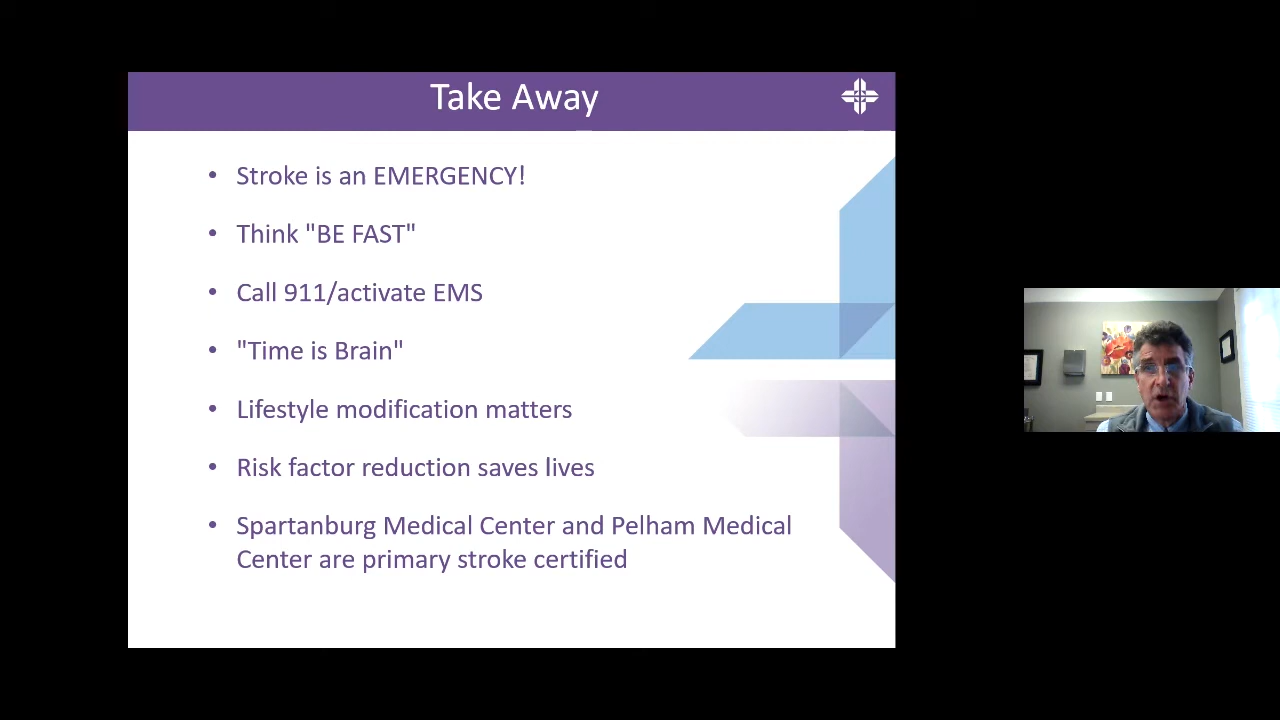 Take Away
• Stroke is an EMERGENCY!
• Think "BE FAST"
• Call 911/activate EMS
• "Time is Brain"
• Lifestyle modification matters
• Risk factor reduction saves lives
• Spartanburg Medical Center and Pelham Medical
Center are primary stroke certified